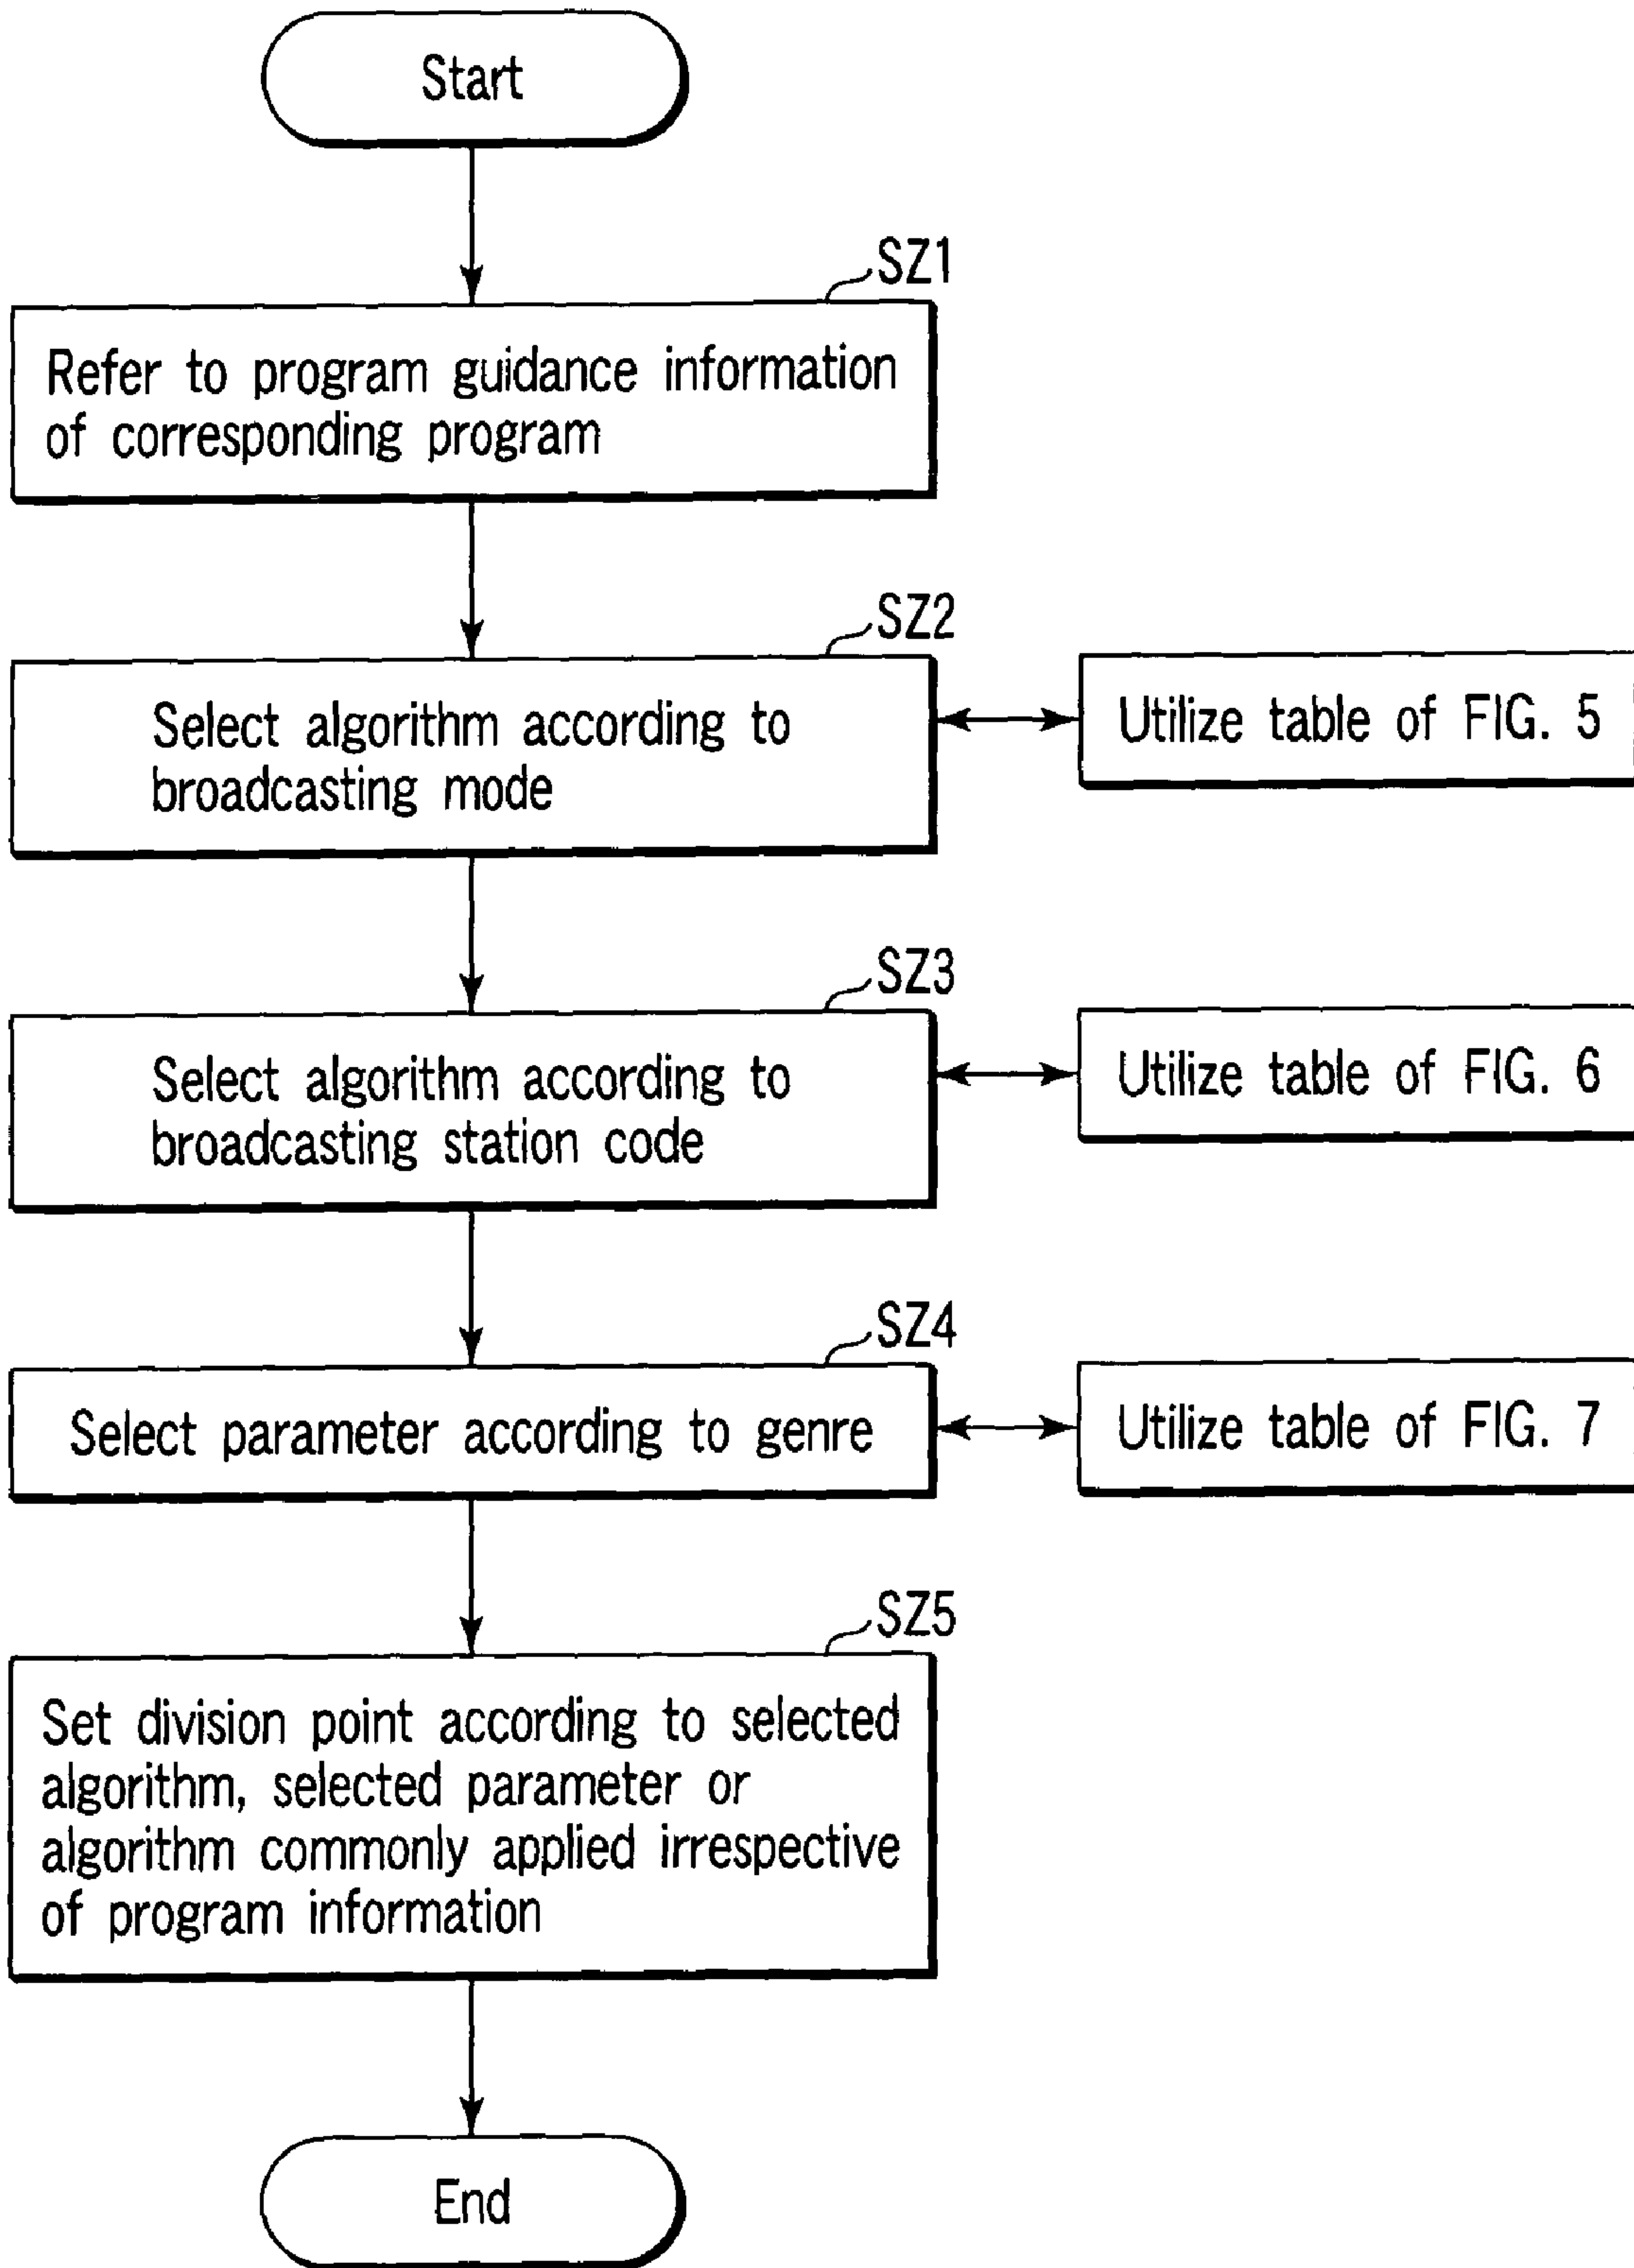 Start
SZ1
Refer to program guidance information
of corresponding program
SZ2
Select algorithm according to
broadcasting mode
Utilize table of FIG. 5
SZ3
Select algorithm according to
broadcasting station code
Utilize table of FIG. 6
SZ4
Select parameter according to genre
Utilize table of FIG. 7
SZ5
Set division point according to selected
algorithm, selected parameter or
algorithm commonly applied irrespective
of program information
End